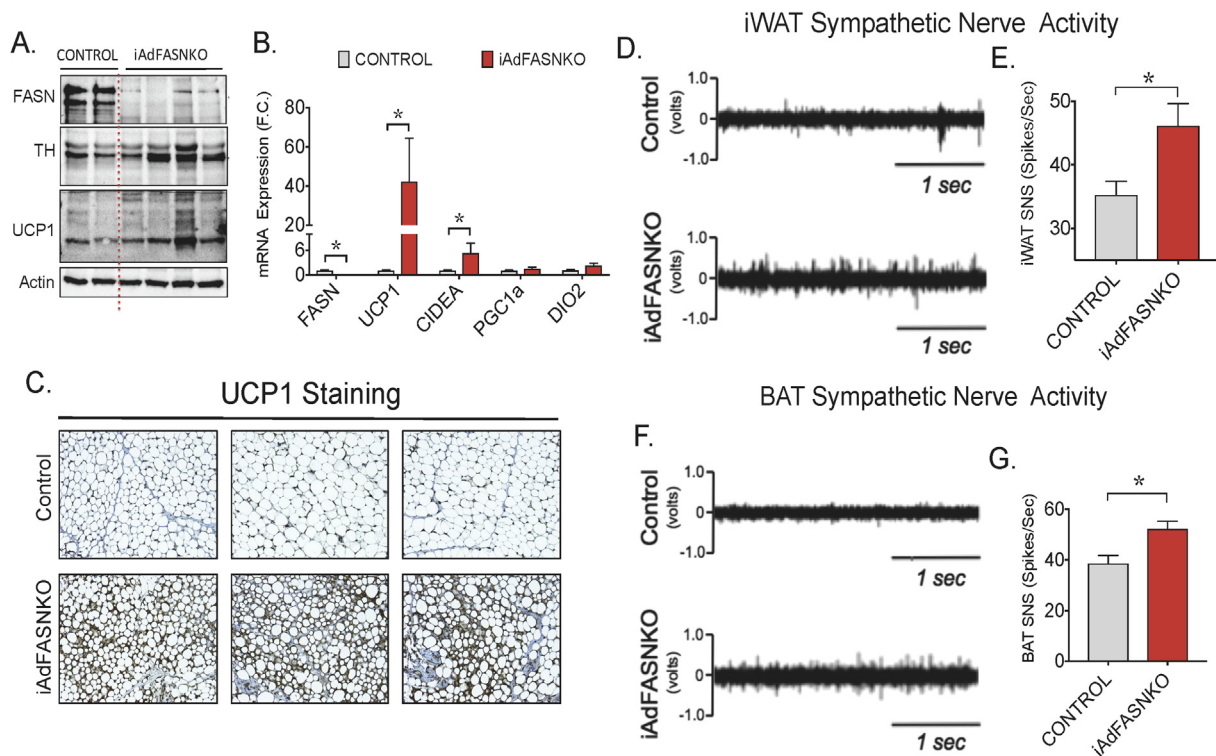 A.
CONTROL iAdFASNKO
FASN
TH
UCP1
Actin
B.
CONTROL iAdFASNKO
mRNA Expression (F.C.)
80
60
40
20
6
0
*
*
*
FASN
UCP1
CIDEA
PGC1a
DIO2
C.
UCP1 Staining
Control
iAdFASNKO
iWAT Sympathetic Nerve Activity
D.
Control
(volts)
1.0
0
-1.0
1 sec
iAdFASNKO
(volts)
1.0
0
-1.0
1 sec
E.
*
iWAT SNS (Spikes/Sec)
50
40
30
CONTROL
iAdFASNKO
BAT Sympathetic Nerve Activity
F.
Control
(volts)
1.0
0
-1.0
1 sec
iAdFASNKO
(volts)
1.0
0
-1.0
1 sec
G.
*
BAT SNS (Spikes/Sec)
60
40
20
0
CONTROL
iAdFASNKO